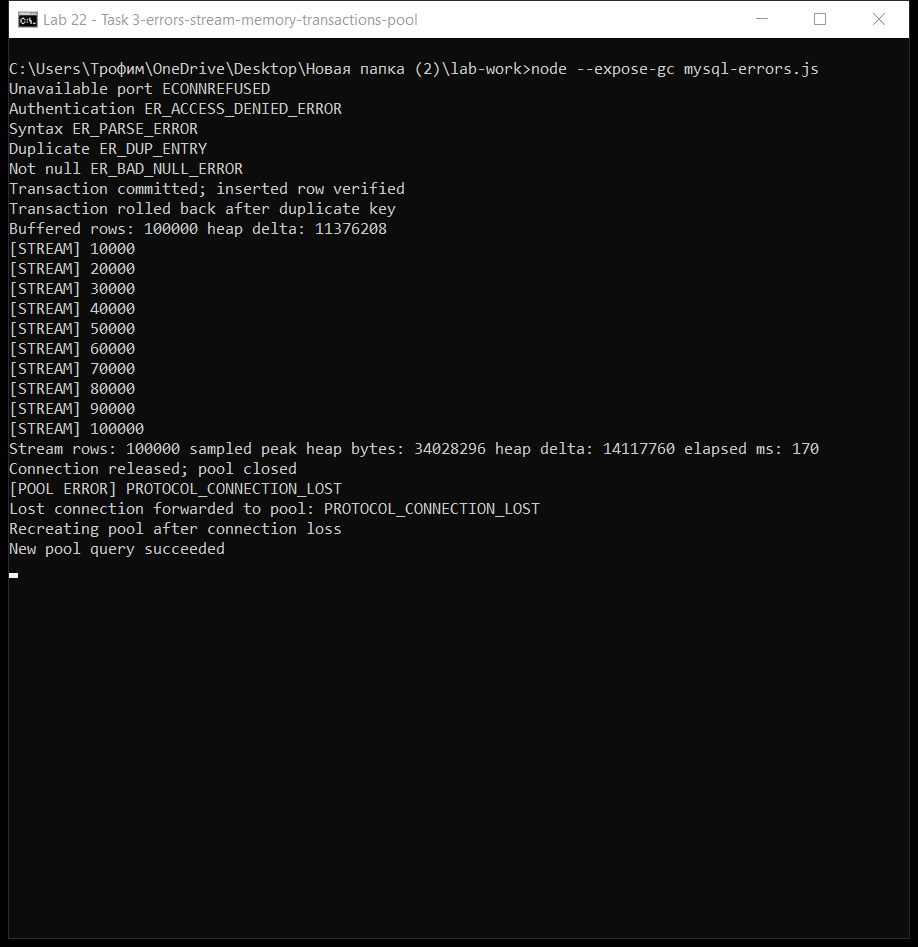 Lab 22 - Task 3-errors-stream-memory-transactions-pool
C:\Users\Трофим\OneDrive\Desktop\Новая папка (2)\lab-work>node --expose-gc mysql-errors.js
Unavailable port ECONNREFUSED
Authentication ER_ACCESS_DENIED_ERROR
Syntax ER_PARSE_ERROR
Duplicate ER_DUP_ENTRY
Not null ER_BAD_NULL_ERROR
Transaction committed; inserted row verified
Transaction rolled back after duplicate key
Buffered rows: 100000 heap delta: 11376208
[STREAM] 10000
[STREAM] 20000
[STREAM] 30000
[STREAM] 40000
[STREAM] 50000
[STREAM] 60000
[STREAM] 70000
[STREAM] 80000
[STREAM] 90000
[STREAM] 100000
Stream rows: 100000 sampled peak heap bytes: 34028296 heap delta: 14117760 elapsed ms: 170
Connection released; pool closed
[POOL ERROR] PROTOCOL_CONNECTION_LOST
Lost connection forwarded to pool: PROTOCOL_CONNECTION_LOST
Recreating pool after connection loss
New pool query succeeded